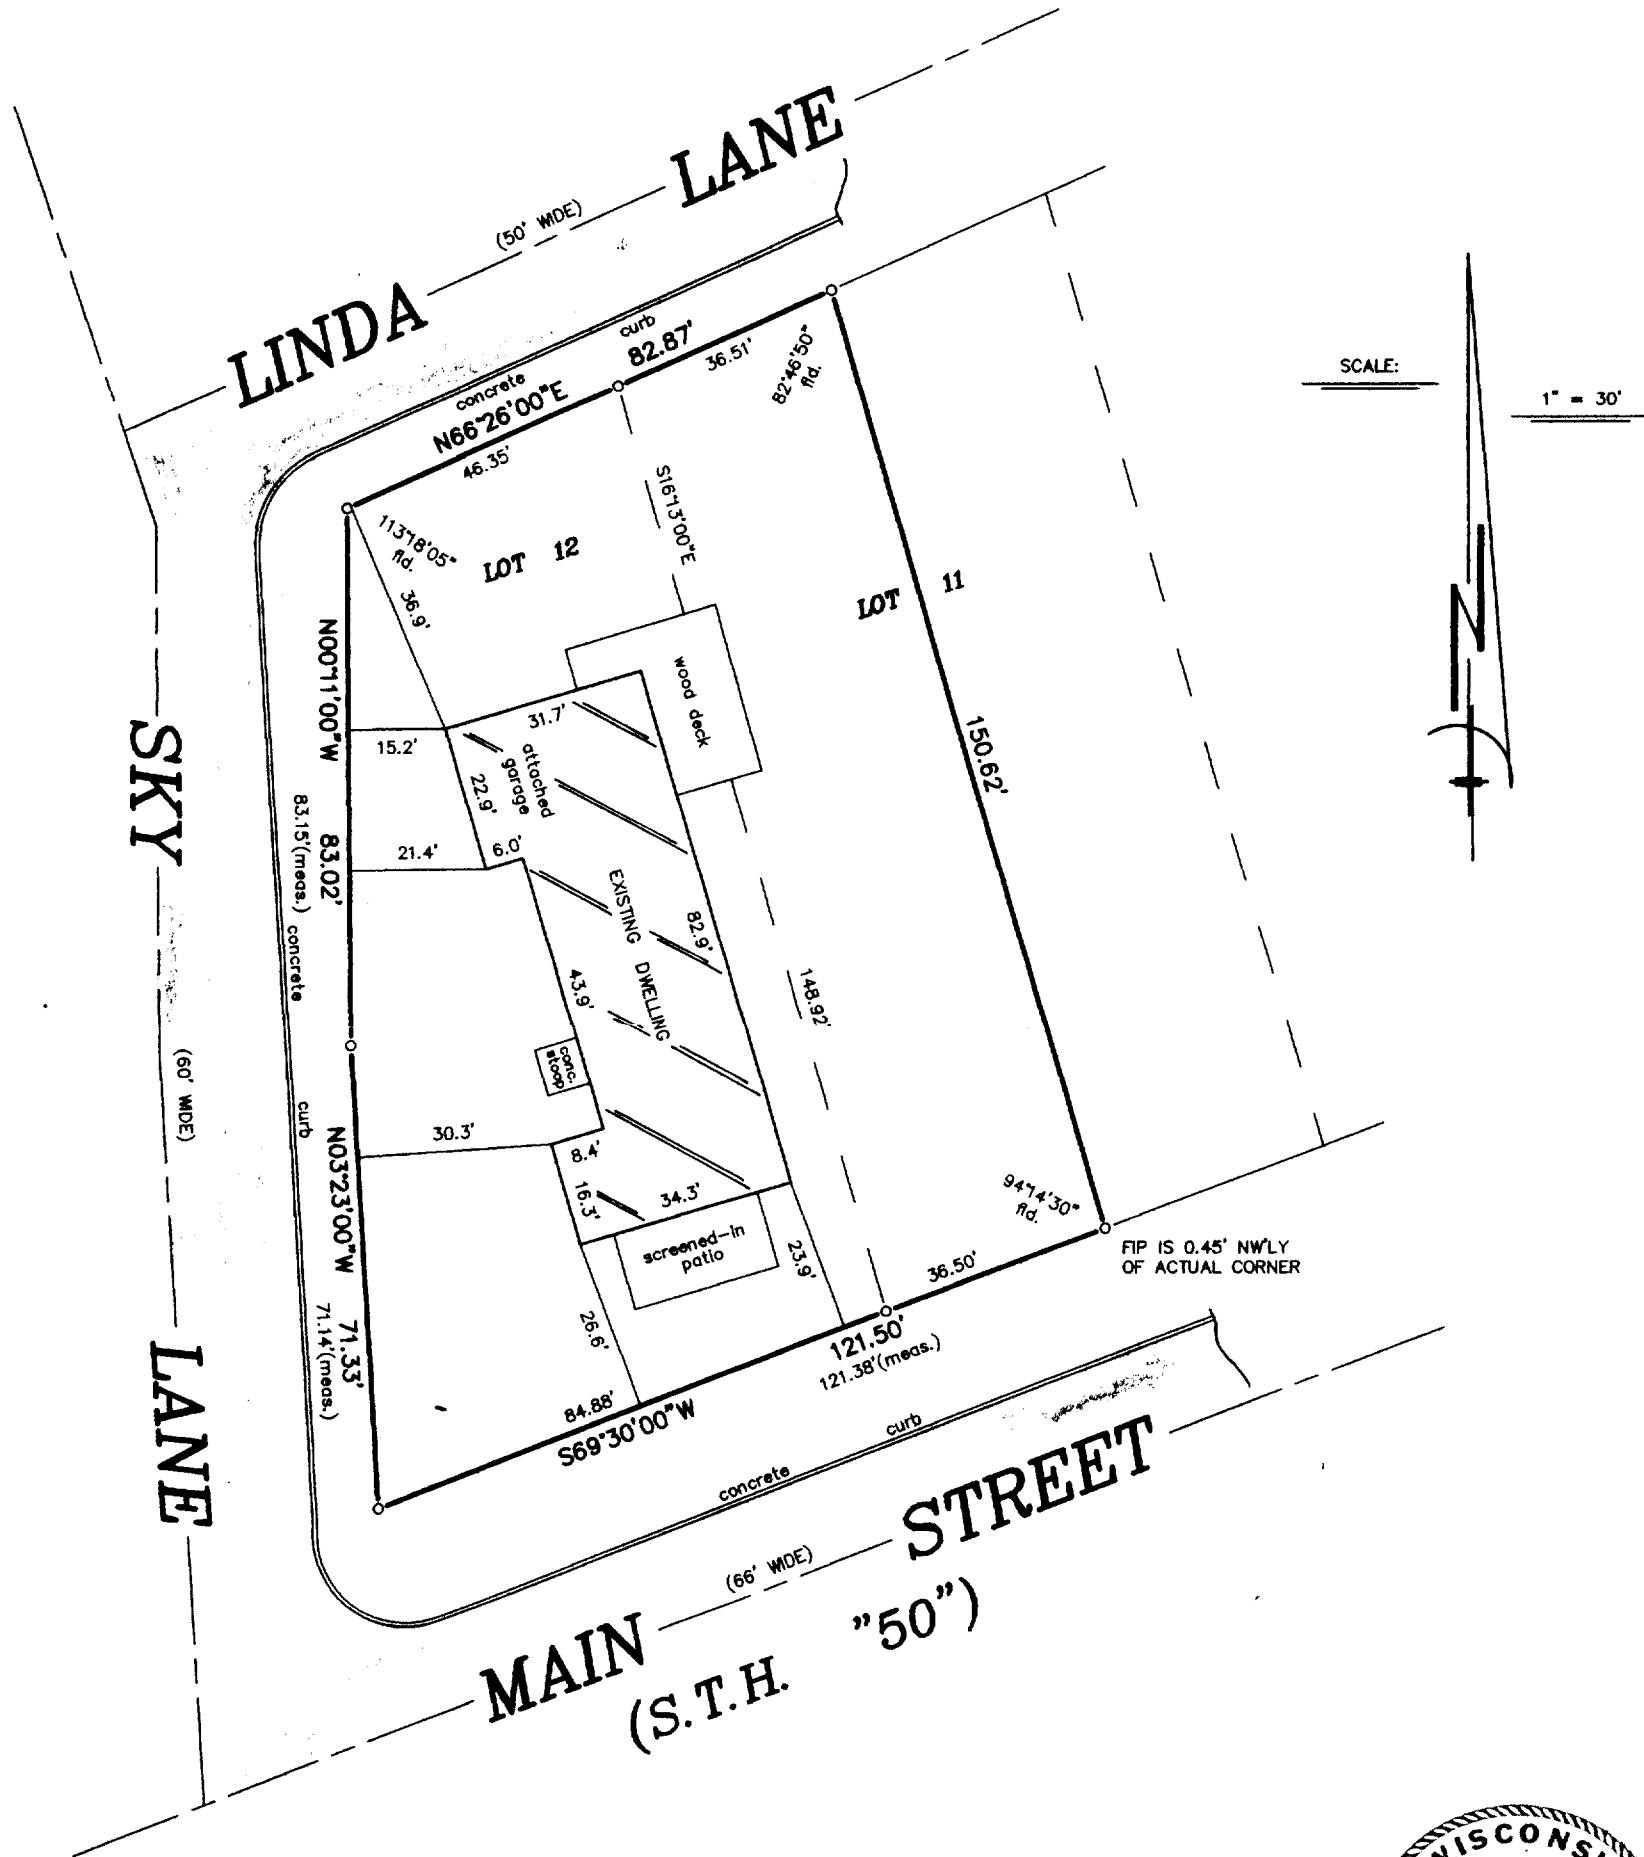 LINDA LANE
(50' WIDE)
curb
concrete
N66°26'00"E
82.87'
36.51'
46.35'
82°46'50"
fld.
SCALE:
1" = 30'
N
113°18'05"
fld.
LOT 12
S16°13'00"E
LOT 11
36.9'
N00°11'00"W
83.02'
83.15'(meas.)
concrete
curb
15.2'
31.7'
wood deck
attached
garage
22.9'
150.62'
SKY LANE
(60' WIDE)
21.4'
6.0'
EXISTING DWELLING
82.9'
43.9'
148.92'
conc.
stoop
30.3'
8.4'
16.3'
34.3'
screened-in
patio
23.9'
26.6'
N03°23'00"W
71.33'
71.14'(meas.)
94°14'30"
fld.
36.50'
FIP IS 0.45' NW'LY
OF ACTUAL CORNER
121.50'
121.38'(meas.)
84.88'
S69°30'00"W
curb
concrete
MAIN STREET
(66' WIDE)
(S.T.H. "50")